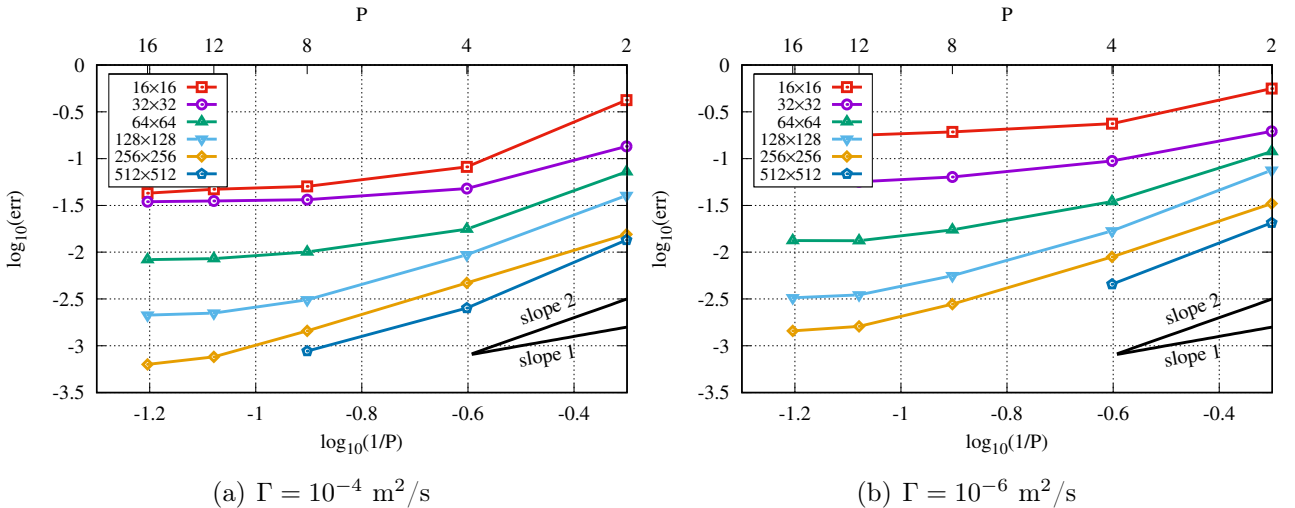 P
16 12 8 4 2
0
-0.5
-1
-1.5
-2
-2.5
-3
-3.5
log10(err)
16×16
32×32
64×64
128×128
256×256
512×512
slope 2
slope 1
-1.2 -1 -0.8 -0.6 -0.4
log10(1/P)
(a) Γ = 10⁻⁴ m²/s
P
16 12 8 4 2
0
-0.5
-1
-1.5
-2
-2.5
-3
-3.5
log10(err)
16×16
32×32
64×64
128×128
256×256
512×512
slope 2
slope 1
-1.2 -1 -0.8 -0.6 -0.4
log10(1/P)
(b) Γ = 10⁻⁶ m²/s